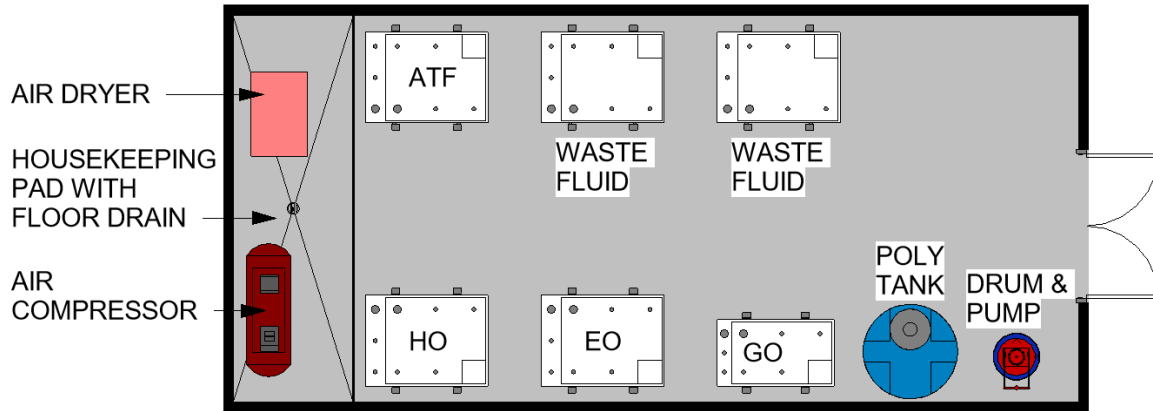 AIR DRYER
HOUSEKEEPING
PAD WITH
FLOOR DRAIN
AIR
COMPRESSOR
ATF
WASTE
FLUID
WASTE
FLUID
HO
EO
GO
POLY
TANK
DRUM &
PUMP